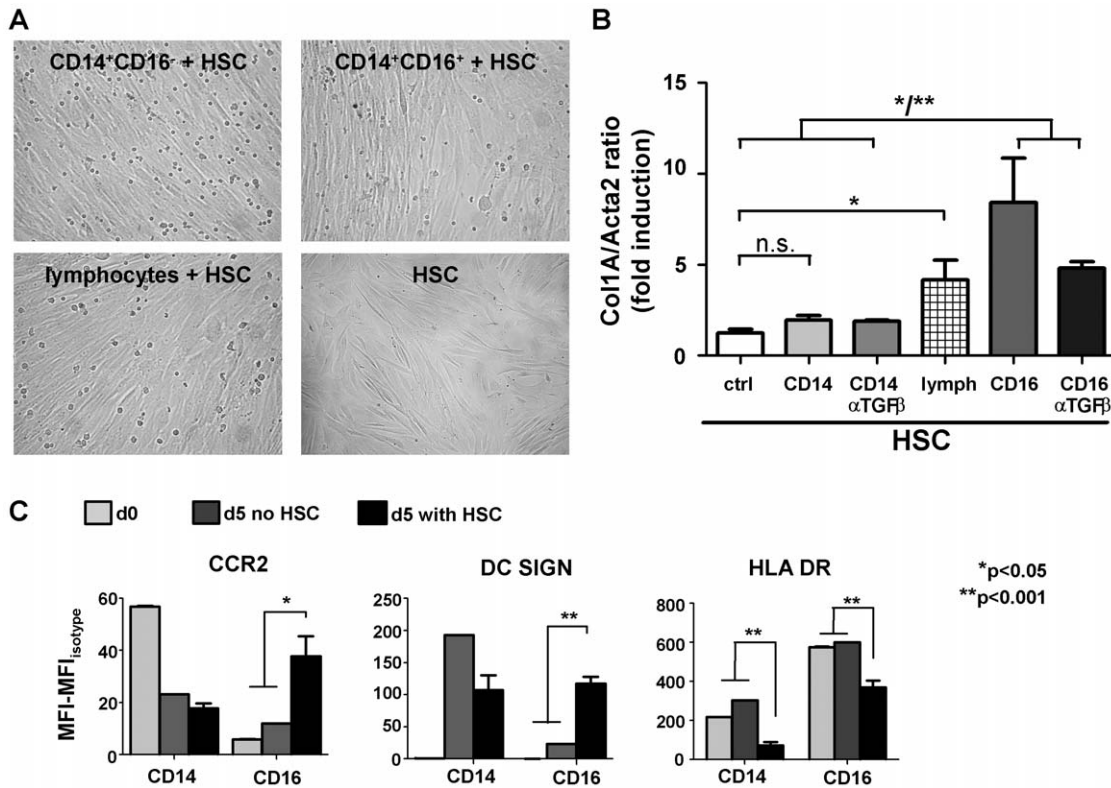 A
CD14⁺CD16⁻ + HSC
CD14⁺CD16⁺ + HSC
lymphocytes + HSC
HSC
B
Col1A/Acta2 ratio
(fold induction)
15
10
5
0
*/**
*
n.s.
ctrl
CD14
CD14
αTGFβ
lymph
CD16
CD16
αTGFβ
HSC
C
d0
d5 no HSC
d5 with HSC
MFI-MFIisotype
CCR2
60
40
20
0
*
CD14
CD16
DC SIGN
200
150
100
50
0
**
CD14
CD16
HLA DR
800
600
400
200
0
**
**
CD14
CD16
*p<0.05
**p<0.001